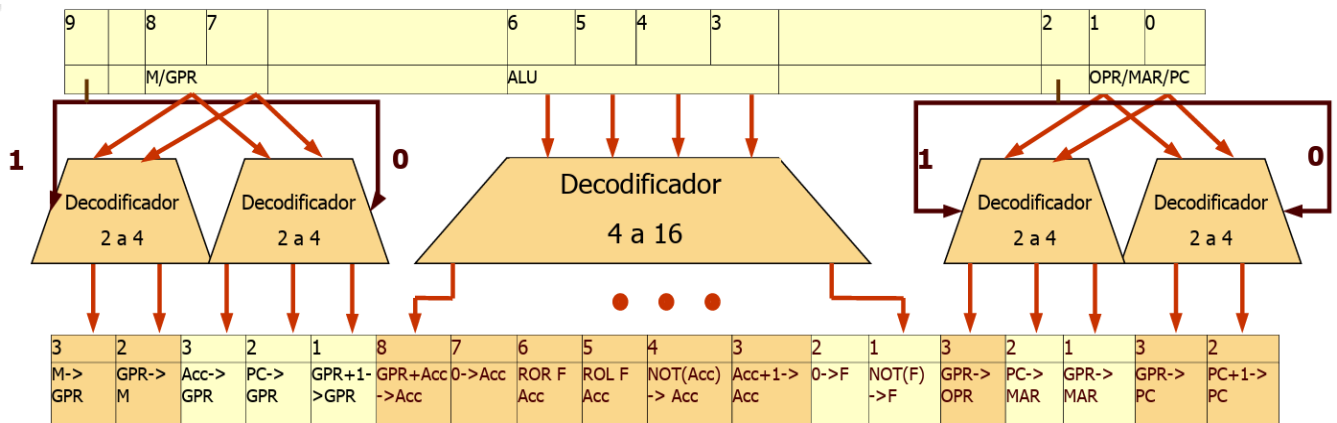 9 8 7 6 5 4 3 2 1 0
M/GPR ALU OPR/MAR/PC
1 0 1 0
Decodificador Decodificador Decodificador Decodificador Decodificador
2 a 4 2 a 4 4 a 16 2 a 4 2 a 4
3 2 3 2 1 8 7 6 5 4 3 2 1 3 2 1 3 2
M-> GPR-> Acc-> PC-> GPR+1- GPR+Acc 0->Acc ROR F ROL F NOT(Acc) Acc+1-> 0->F NOT(F) GPR-> PC-> GPR-> GPR-> PC+1->
GPR M GPR GPR >GPR ->Acc Acc Acc -> Acc Acc ->F OPR MAR MAR PC PC